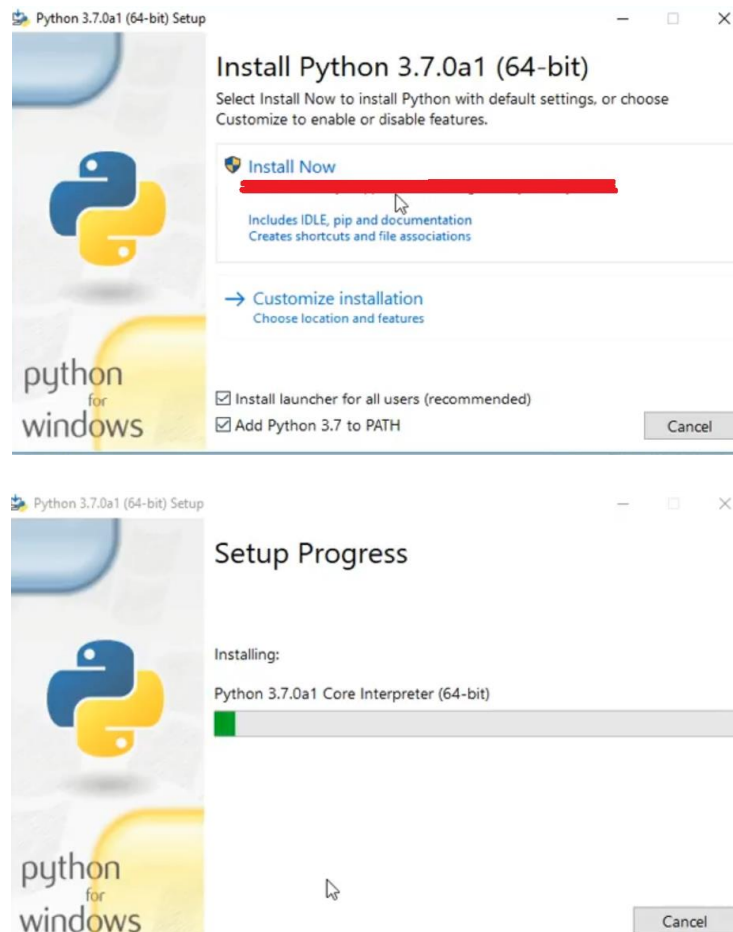 Python 3.7.0a1 (64-bit) Setup
Install Python 3.7.0a1 (64-bit)
Select Install Now to install Python with default settings, or choose
Customize to enable or disable features.
Install Now
Includes IDLE, pip and documentation
Creates shortcuts and file associations
Customize installation
Choose location and features
python
for
windows
Install launcher for all users (recommended)
Add Python 3.7 to PATH
Cancel
Python 3.7.0a1 (64-bit) Setup
Setup Progress
Installing:
Python 3.7.0a1 Core Interpreter (64-bit)
python
for
windows
Cancel